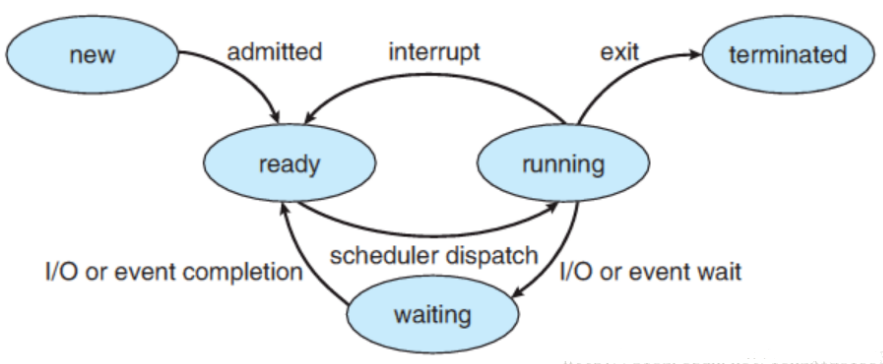 new
admitted
interrupt
exit
terminated
ready
running
scheduler dispatch
I/O or event completion
I/O or event wait
waiting